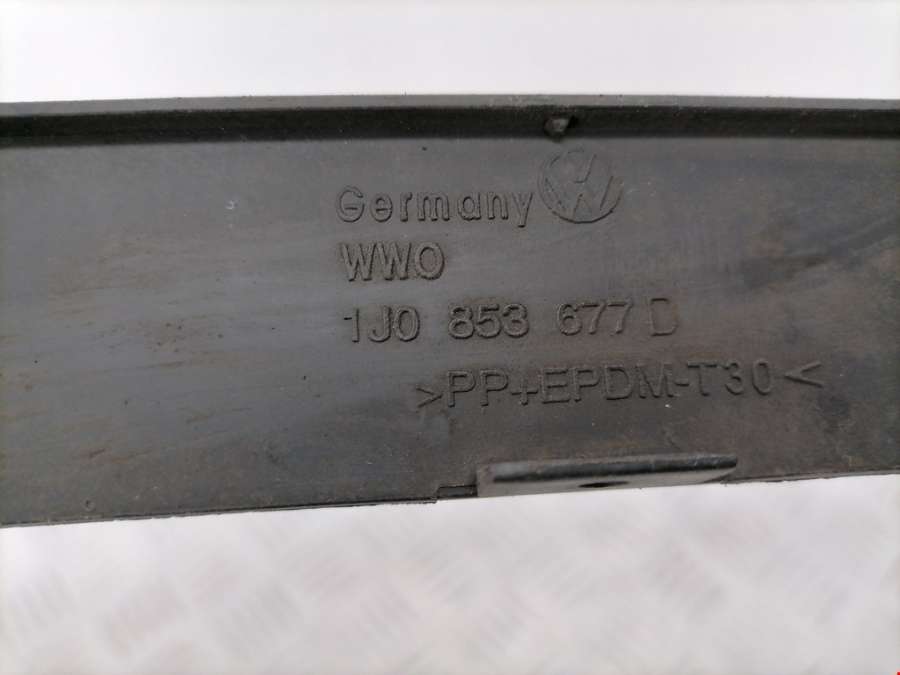 Germany
WWO
1J0 853 677 D
>PP+EPDM-T30<